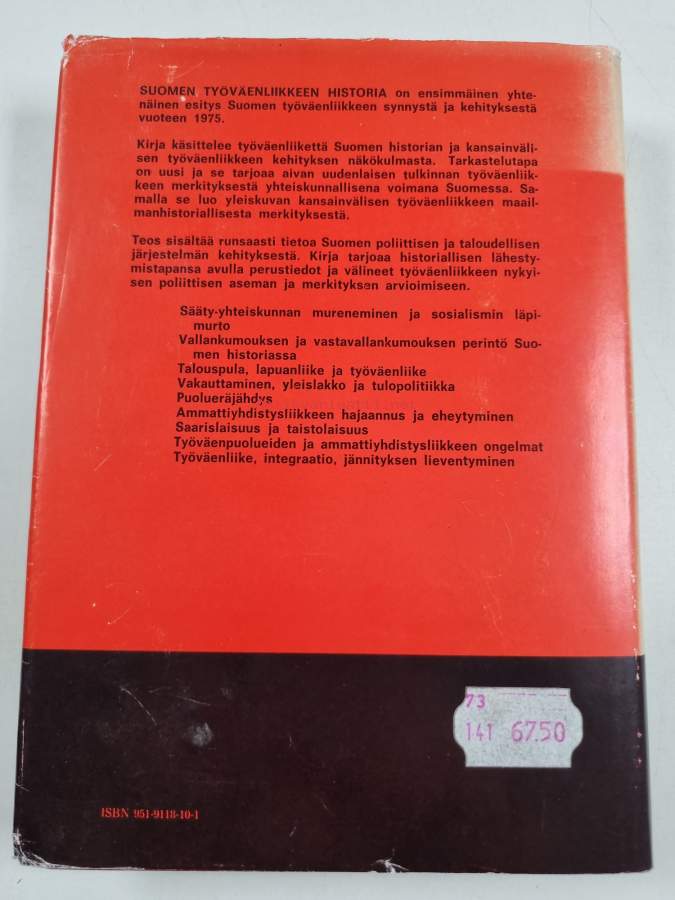 SUOMEN TYÖVÄENLIIKKEEN HISTORIA on ensimmäinen yhte-
näinen esitys Suomen työväenliikkeen synnystä ja kehityksestä
vuoteen 1975.
Kirja käsittelee työväenliikettä Suomen historian ja kansainväli-
sen työväenliikkeen kehityksen näkökulmasta. Tarkastelutapa
on uusi ja se tarjoaa aivan uudenlaisen tulkinnan työväenliik-
keen merkityksestä yhteiskunnallisena voimana Suomessa. Sa-
malla se luo yleiskuvan kansainvälisen työväenliikkeen maail-
manhistoriallisesta merkityksestä.
Teos sisältää runsaasti tietoa Suomen poliittisen ja taloudellisen
järjestelmän kehityksestä. Kirja tarjoaa historiallisen lähesty-
mistapansa avulla perustiedot ja välineet työväenliikkeen nykyi-
sen poliittisen aseman ja merkityksen arvioimiseen.
Sääty-yhteiskunnan mureneminen ja sosialismin läpi-
murto
Vallankumouksen ja vastavallankumouksen perintö Suo-
men historiassa
Talouspula, lapuanliike ja työväenliike
Vakauttaminen, yleislakko ja tulopolitiikka
Puolueräjähdys
Ammattiyhdistysliikkeen hajaannus ja eheytyminen
Saarislaisuus ja taistolaisuus
Työväenpuolueiden ja ammattiyhdistysliikkeen ongelmat
Työväenliike, integraatio, jännityksen lieventyminen
73
141 67.50
ISBN 951-9118-10-1